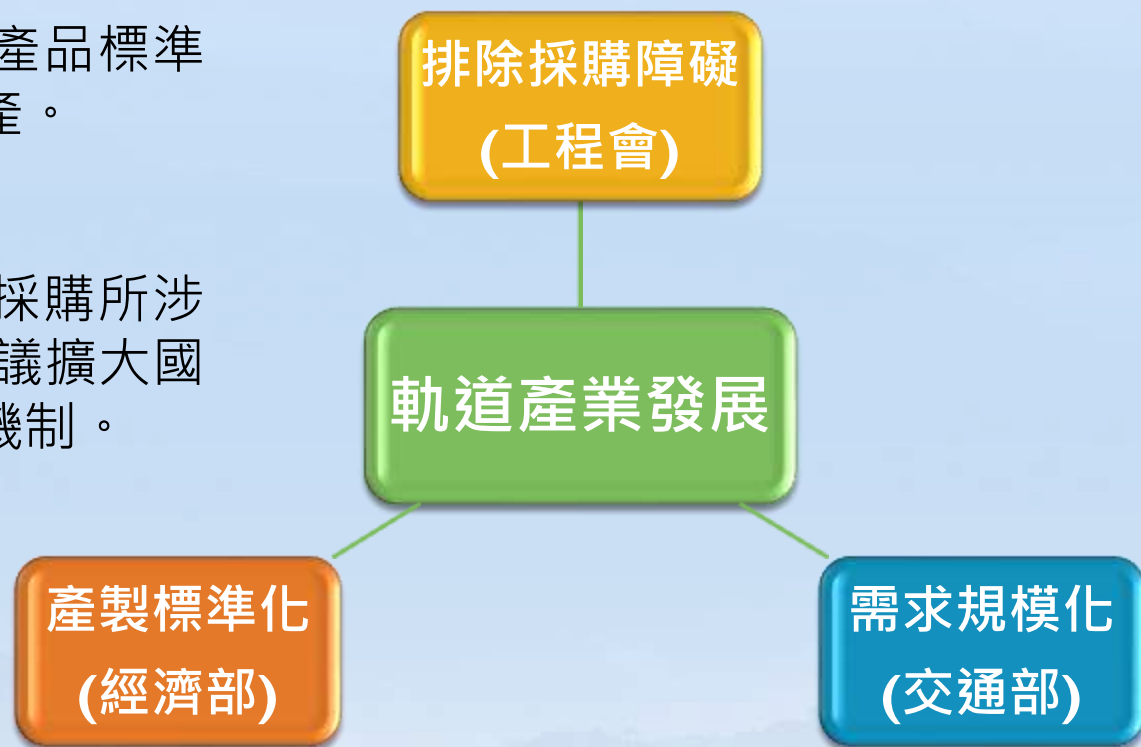 產品標準
產。
採購所涉
議擴大國
機制。
排除採購障礙
(工程會)
軌道產業發展
產製標準化
(經濟部)
需求規模化
(交通部)